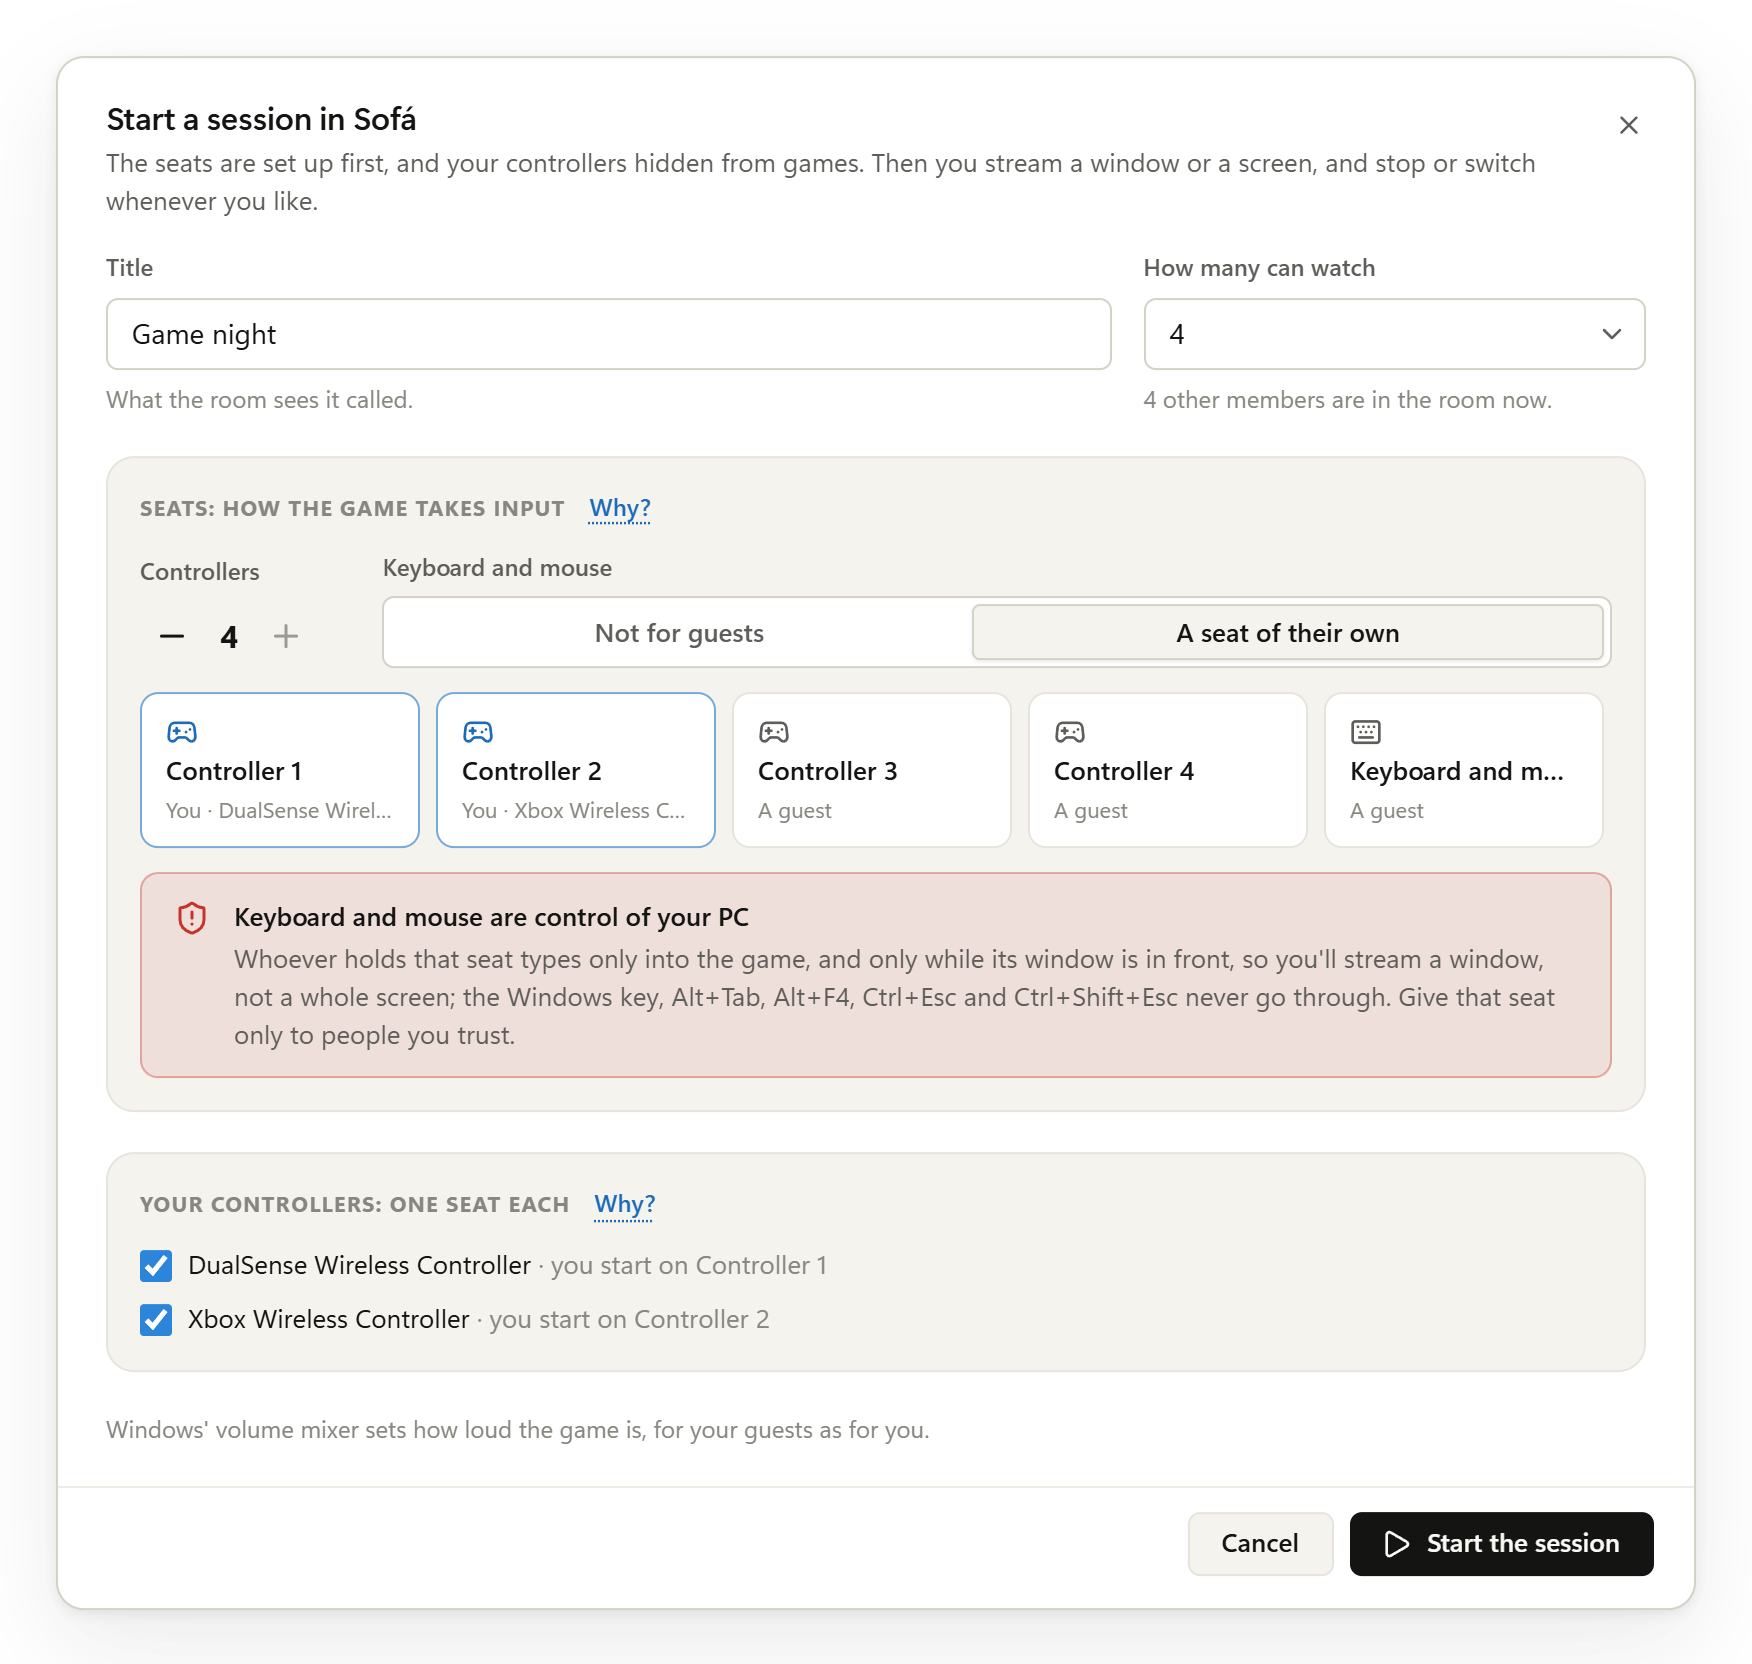 Start a session in Sofá
The seats are set up first, and your controllers hidden from games. Then you stream a window or a screen, and stop or switch
whenever you like.
Title
How many can watch
Game night
4
What the room sees it called.
4 other members are in the room now.
SEATS: HOW THE GAME TAKES INPUT Why?
Controllers
Keyboard and mouse
4
Not for guests
A seat of their own
Controller 1
You · DualSense Wirel...
Controller 2
You · Xbox Wireless C...
Controller 3
A guest
Controller 4
A guest
Keyboard and m...
A guest
Keyboard and mouse are control of your PC
Whoever holds that seat types only into the game, and only while its window is in front, so you'll stream a window,
not a whole screen; the Windows key, Alt+Tab, Alt+F4, Ctrl+Esc and Ctrl+Shift+Esc never go through. Give that seat
only to people you trust.
YOUR CONTROLLERS: ONE SEAT EACH Why?
DualSense Wireless Controller · you start on Controller 1
Xbox Wireless Controller · you start on Controller 2
Windows' volume mixer sets how loud the game is, for your guests as for you.
Cancel
Start the session